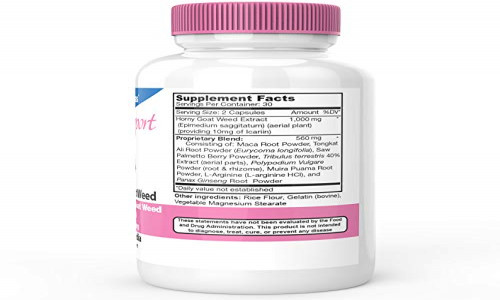 Supplement Facts
Servings Per Container: 30
Serving Size: 2 Capsules Amount %DV*
Horny Goat Weed Extract 1,000 mg *
(Epimedium saggitatum) (aerial plant)
(providing 10mg of Icariin)
Proprietary Blend: 560 mg *
Consisting of: Maca Root Powder, Tongkat
Ali Root Powder (Eurycoma longifolia), Saw
Palmetto Berry Powder, Tribulus terrestris 40%
Extract (aerial parts), Polypodium Vulgare
Powder (root & rhizome), Muira Puama Root
Powder, L-Arginine (L-arginine HCl), and
Panax Ginseng Root Powder
*Daily value not established
Other ingredients: Rice Flour, Gelatin (bovine),
Vegetable Magnesium Stearate
These statements have not been evaluated by the Food
and Drug Administration. This product is not intended
to diagnose, treat, cure, or prevent any disease
port
Weed
Weed